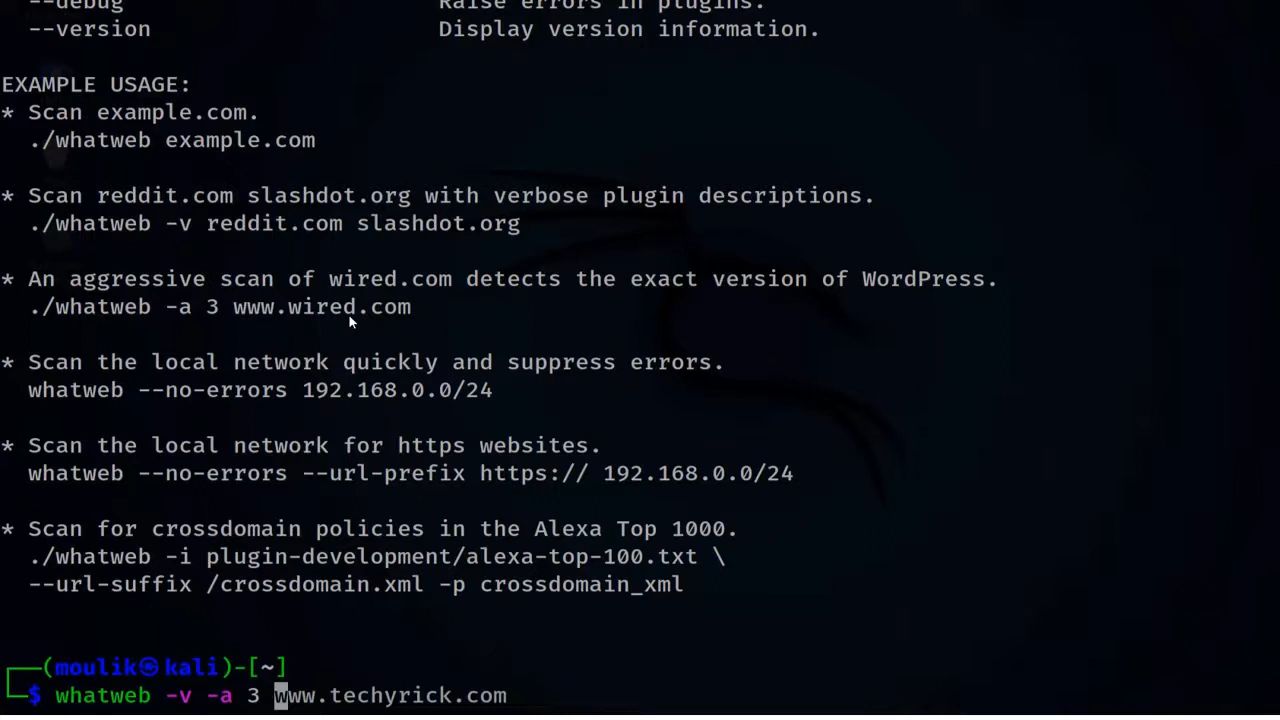 --debug Raise errors in plugins.
--version Display version information.
EXAMPLE USAGE:
* Scan example.com.
./whatweb example.com
* Scan reddit.com slashdot.org with verbose plugin descriptions.
./whatweb -v reddit.com slashdot.org
* An aggressive scan of wired.com detects the exact version of WordPress.
./whatweb -a 3 www.wired.com
* Scan the local network quickly and suppress errors.
whatweb --no-errors 192.168.0.0/24
* Scan the local network for https websites.
whatweb --no-errors --url-prefix https:// 192.168.0.0/24
* Scan for crossdomain policies in the Alexa Top 1000.
./whatweb -i plugin-development/alexa-top-100.txt \
--url-suffix /crossdomain.xml -p crossdomain_xml
┌──(moulik㉿kali)-[~]
└─$ whatweb -v -a 3 www.techyrick.com